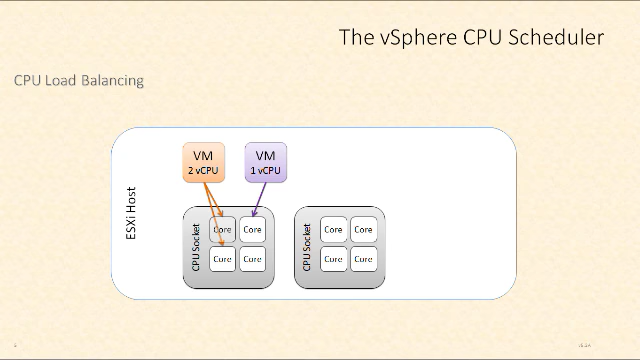 The vSphere CPU Scheduler
CPU Load Balancing
VM
2 vCPU
VM
1 vCPU
ESXi Host
CPU Socket
Core
Core
Core
Core
CPU Socket
Core
Core
Core
Core